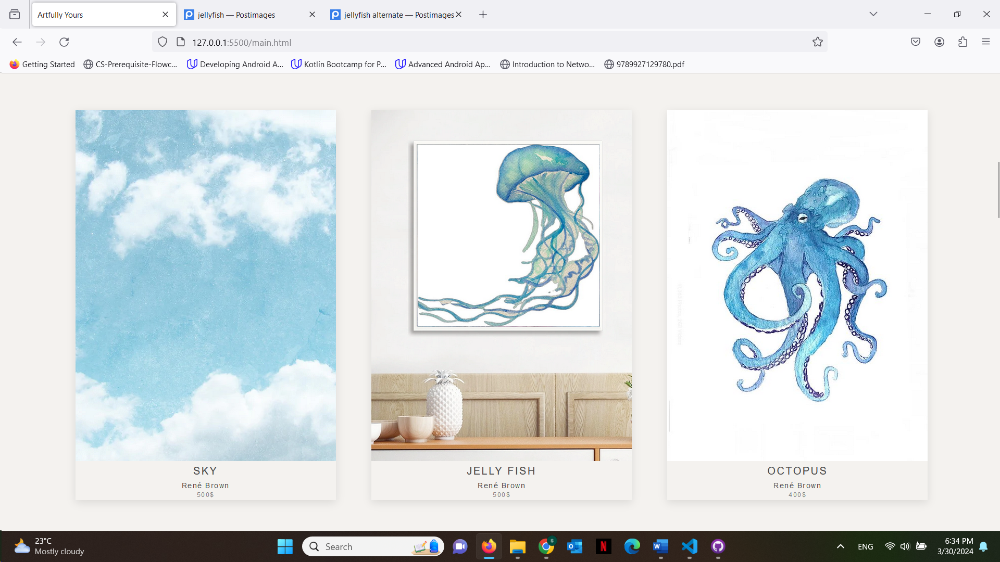 Artfully Yours
jellyfish — Postimages
jellyfish alternate — Postimages
127.0.0.1:5500/main.html
Getting Started
CS-Prerequisite-Flowc...
Developing Android A...
Kotlin Bootcamp for P...
Advanced Android Ap...
Introduction to Netwo...
9789927129780.pdf
SKY
René Brown
500$
JELLY FISH
René Brown
500$
OCTOPUS
René Brown
400$
23°C
Mostly cloudy
Search
ENG
6:34 PM
3/30/2024